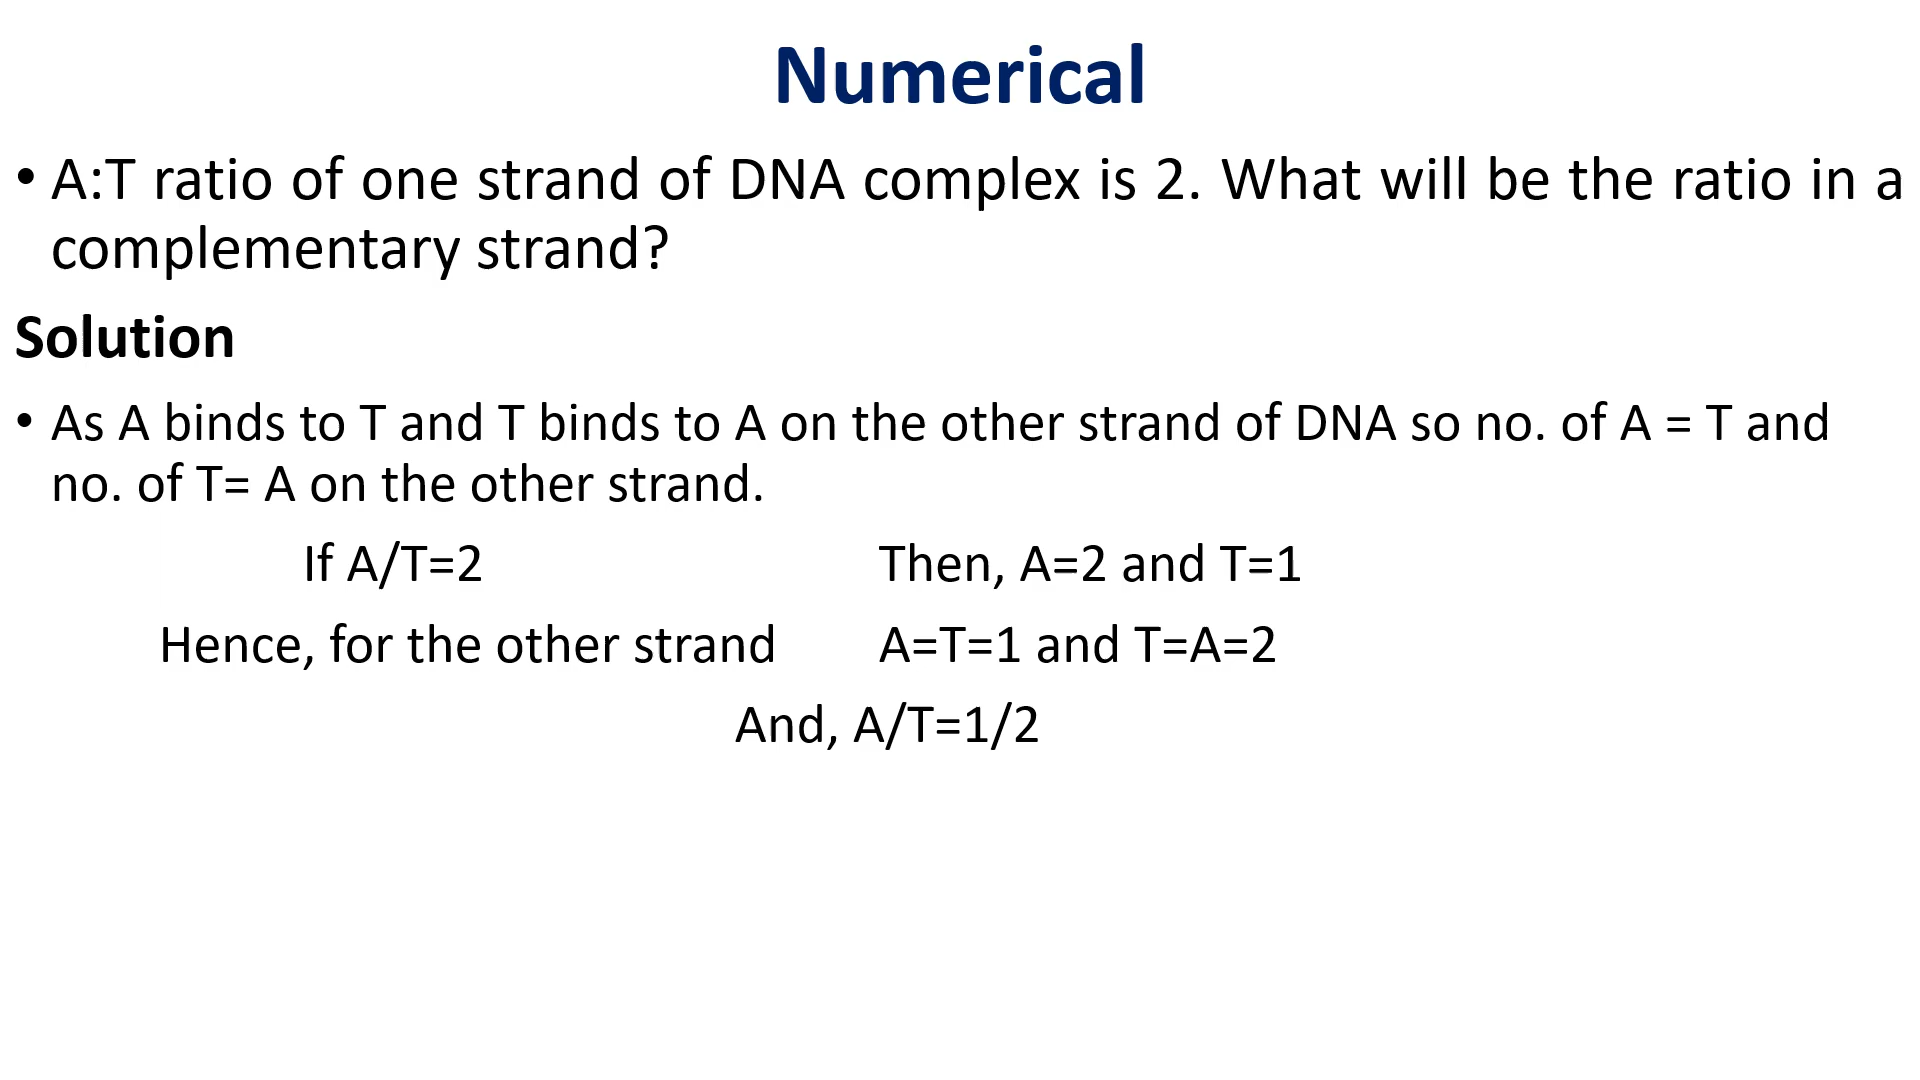 Numerical
• A:T ratio of one strand of DNA complex is 2. What will be the ratio in a
complementary strand?
Solution
• As A binds to T and T binds to A on the other strand of DNA so no. of A = T and
no. of T= A on the other strand.
If A/T=2 Then, A=2 and T=1
Hence, for the other strand A=T=1 and T=A=2
And, A/T=1/2